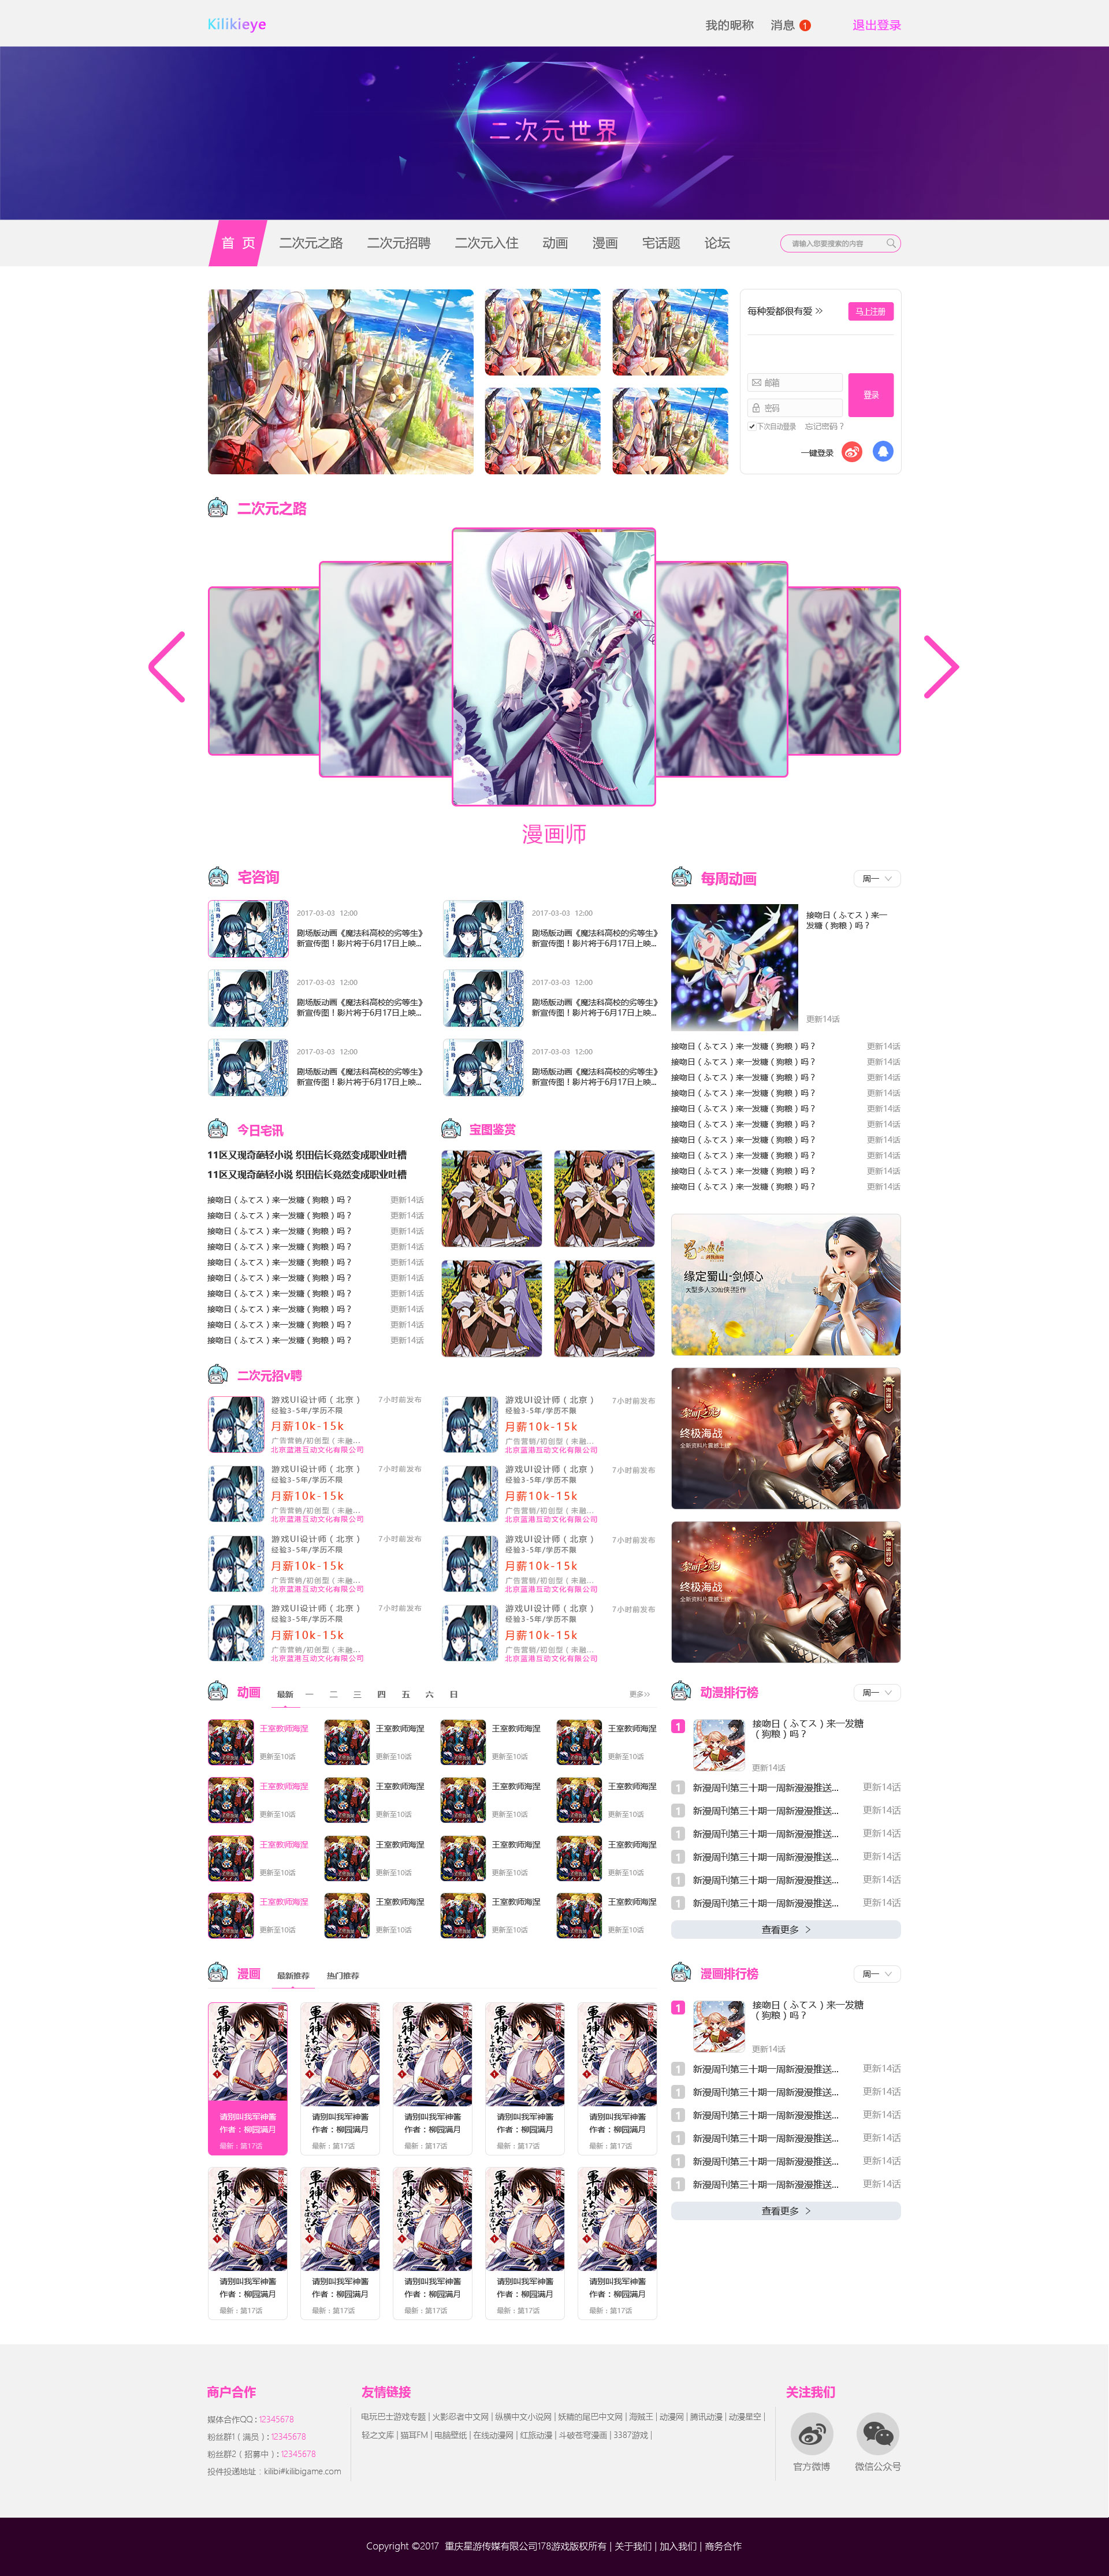 Kilikieye
我的昵称 消息 1 退出登录
二次元世界
首 页 二次元之路 二次元招聘 二次元入住 动画 漫画 宅话题 论坛 请输入您要搜索的内容
每种爱都很有爱 >> 马上注册
邮箱
密码
登录
下次自动登录 忘记密码？
一键登录
二次元之路
漫画师
宅咨询
2017-03-03 12:00
剧场版动画《魔法科高校的劣等生》
新宣传图！影片将于6月17日上映...
2017-03-03 12:00
剧场版动画《魔法科高校的劣等生》
新宣传图！影片将于6月17日上映...
2017-03-03 12:00
剧场版动画《魔法科高校的劣等生》
新宣传图！影片将于6月17日上映...
2017-03-03 12:00
剧场版动画《魔法科高校的劣等生》
新宣传图！影片将于6月17日上映...
2017-03-03 12:00
剧场版动画《魔法科高校的劣等生》
新宣传图！影片将于6月17日上映...
2017-03-03 12:00
剧场版动画《魔法科高校的劣等生》
新宣传图！影片将于6月17日上映...
每周动画 周一
接吻日（ふてス）来一
发糖（狗粮）吗？
更新14话
接吻日（ふてス）来一发糖（狗粮）吗？ 更新14话
接吻日（ふてス）来一发糖（狗粮）吗？ 更新14话
接吻日（ふてス）来一发糖（狗粮）吗？ 更新14话
接吻日（ふてス）来一发糖（狗粮）吗？ 更新14话
接吻日（ふてス）来一发糖（狗粮）吗？ 更新14话
接吻日（ふてス）来一发糖（狗粮）吗？ 更新14话
接吻日（ふてス）来一发糖（狗粮）吗？ 更新14话
接吻日（ふてス）来一发糖（狗粮）吗？ 更新14话
接吻日（ふてス）来一发糖（狗粮）吗？ 更新14话
接吻日（ふてス）来一发糖（狗粮）吗？ 更新14话
今日宅讯
11区又现奇葩轻小说 织田信长竟然变成职业吐槽
11区又现奇葩轻小说 织田信长竟然变成职业吐槽
接吻日（ふてス）来一发糖（狗粮）吗？ 更新14话
接吻日（ふてス）来一发糖（狗粮）吗？ 更新14话
接吻日（ふてス）来一发糖（狗粮）吗？ 更新14话
接吻日（ふてス）来一发糖（狗粮）吗？ 更新14话
接吻日（ふてス）来一发糖（狗粮）吗？ 更新14话
接吻日（ふてス）来一发糖（狗粮）吗？ 更新14话
接吻日（ふてス）来一发糖（狗粮）吗？ 更新14话
接吻日（ふてス）来一发糖（狗粮）吗？ 更新14话
接吻日（ふてス）来一发糖（狗粮）吗？ 更新14话
接吻日（ふてス）来一发糖（狗粮）吗？ 更新14话
宝图鉴赏
缘定蜀山·剑倾心
大型多人3D仙侠巨作
终极海战
全新资料片震撼上线
终极海战
全新资料片震撼上线
二次元招v聘
游戏UI设计师（北京） 7小时前发布
经验3-5年/学历不限
月薪10k-15k
广告营销/初创型（未融...
北京蓝港互动文化有限公司
游戏UI设计师（北京） 7小时前发布
经验3-5年/学历不限
月薪10k-15k
广告营销/初创型（未融...
北京蓝港互动文化有限公司
游戏UI设计师（北京） 7小时前发布
经验3-5年/学历不限
月薪10k-15k
广告营销/初创型（未融...
北京蓝港互动文化有限公司
游戏UI设计师（北京） 7小时前发布
经验3-5年/学历不限
月薪10k-15k
广告营销/初创型（未融...
北京蓝港互动文化有限公司
游戏UI设计师（北京） 7小时前发布
经验3-5年/学历不限
月薪10k-15k
广告营销/初创型（未融...
北京蓝港互动文化有限公司
游戏UI设计师（北京） 7小时前发布
经验3-5年/学历不限
月薪10k-15k
广告营销/初创型（未融...
北京蓝港互动文化有限公司
游戏UI设计师（北京） 7小时前发布
经验3-5年/学历不限
月薪10k-15k
广告营销/初创型（未融...
北京蓝港互动文化有限公司
游戏UI设计师（北京） 7小时前发布
经验3-5年/学历不限
月薪10k-15k
广告营销/初创型（未融...
北京蓝港互动文化有限公司
动画 最新 一 二 三 四 五 六 日 更多>>
王室教师海涅 王室教师海涅 王室教师海涅 王室教师海涅
更新至10话 更新至10话 更新至10话 更新至10话
王室教师海涅 王室教师海涅 王室教师海涅 王室教师海涅
更新至10话 更新至10话 更新至10话 更新至10话
王室教师海涅 王室教师海涅 王室教师海涅 王室教师海涅
更新至10话 更新至10话 更新至10话 更新至10话
王室教师海涅 王室教师海涅 王室教师海涅 王室教师海涅
更新至10话 更新至10话 更新至10话 更新至10话
动漫排行榜 周一
1 接吻日（ふてス）来一发糖
（狗粮）吗？
更新14话
1 新漫周刊第三十期一周新漫漫推送... 更新14话
1 新漫周刊第三十期一周新漫漫推送... 更新14话
1 新漫周刊第三十期一周新漫漫推送... 更新14话
1 新漫周刊第三十期一周新漫漫推送... 更新14话
1 新漫周刊第三十期一周新漫漫推送... 更新14话
1 新漫周刊第三十期一周新漫漫推送... 更新14话
查看更多 >
漫画 最新推荐 热门推荐
请别叫我军神酱 请别叫我军神酱 请别叫我军神酱 请别叫我军神酱 请别叫我军神酱
作者：柳园满月 作者：柳园满月 作者：柳园满月 作者：柳园满月 作者：柳园满月
最新：第17话 最新：第17话 最新：第17话 最新：第17话 最新：第17话
请别叫我军神酱 请别叫我军神酱 请别叫我军神酱 请别叫我军神酱 请别叫我军神酱
作者：柳园满月 作者：柳园满月 作者：柳园满月 作者：柳园满月 作者：柳园满月
最新：第17话 最新：第17话 最新：第17话 最新：第17话 最新：第17话
漫画排行榜 周一
1 接吻日（ふてス）来一发糖
（狗粮）吗？
更新14话
1 新漫周刊第三十期一周新漫漫推送... 更新14话
1 新漫周刊第三十期一周新漫漫推送... 更新14话
1 新漫周刊第三十期一周新漫漫推送... 更新14话
1 新漫周刊第三十期一周新漫漫推送... 更新14话
1 新漫周刊第三十期一周新漫漫推送... 更新14话
1 新漫周刊第三十期一周新漫漫推送... 更新14话
查看更多 >
商户合作
媒体合作QQ：12345678
粉丝群1（满员）：12345678
粉丝群2（招募中）：12345678
投件投递地址：kilibi#kilibigame.com
友情链接
电玩巴士游戏专题 | 火影忍者中文网 | 纵横中文小说网 | 妖精的尾巴中文网 | 海贼王 | 动漫网 | 腾讯动漫 | 动漫星空 |
轻之文库 | 猫耳FM | 电脑壁纸 | 在线动漫网 | 红旅动漫 | 斗破苍穹漫画 | 3387游戏 |
关注我们
官方微博 微信公众号
Copyright ©2017 重庆星游传媒有限公司178游戏版权所有 | 关于我们 | 加入我们 | 商务合作